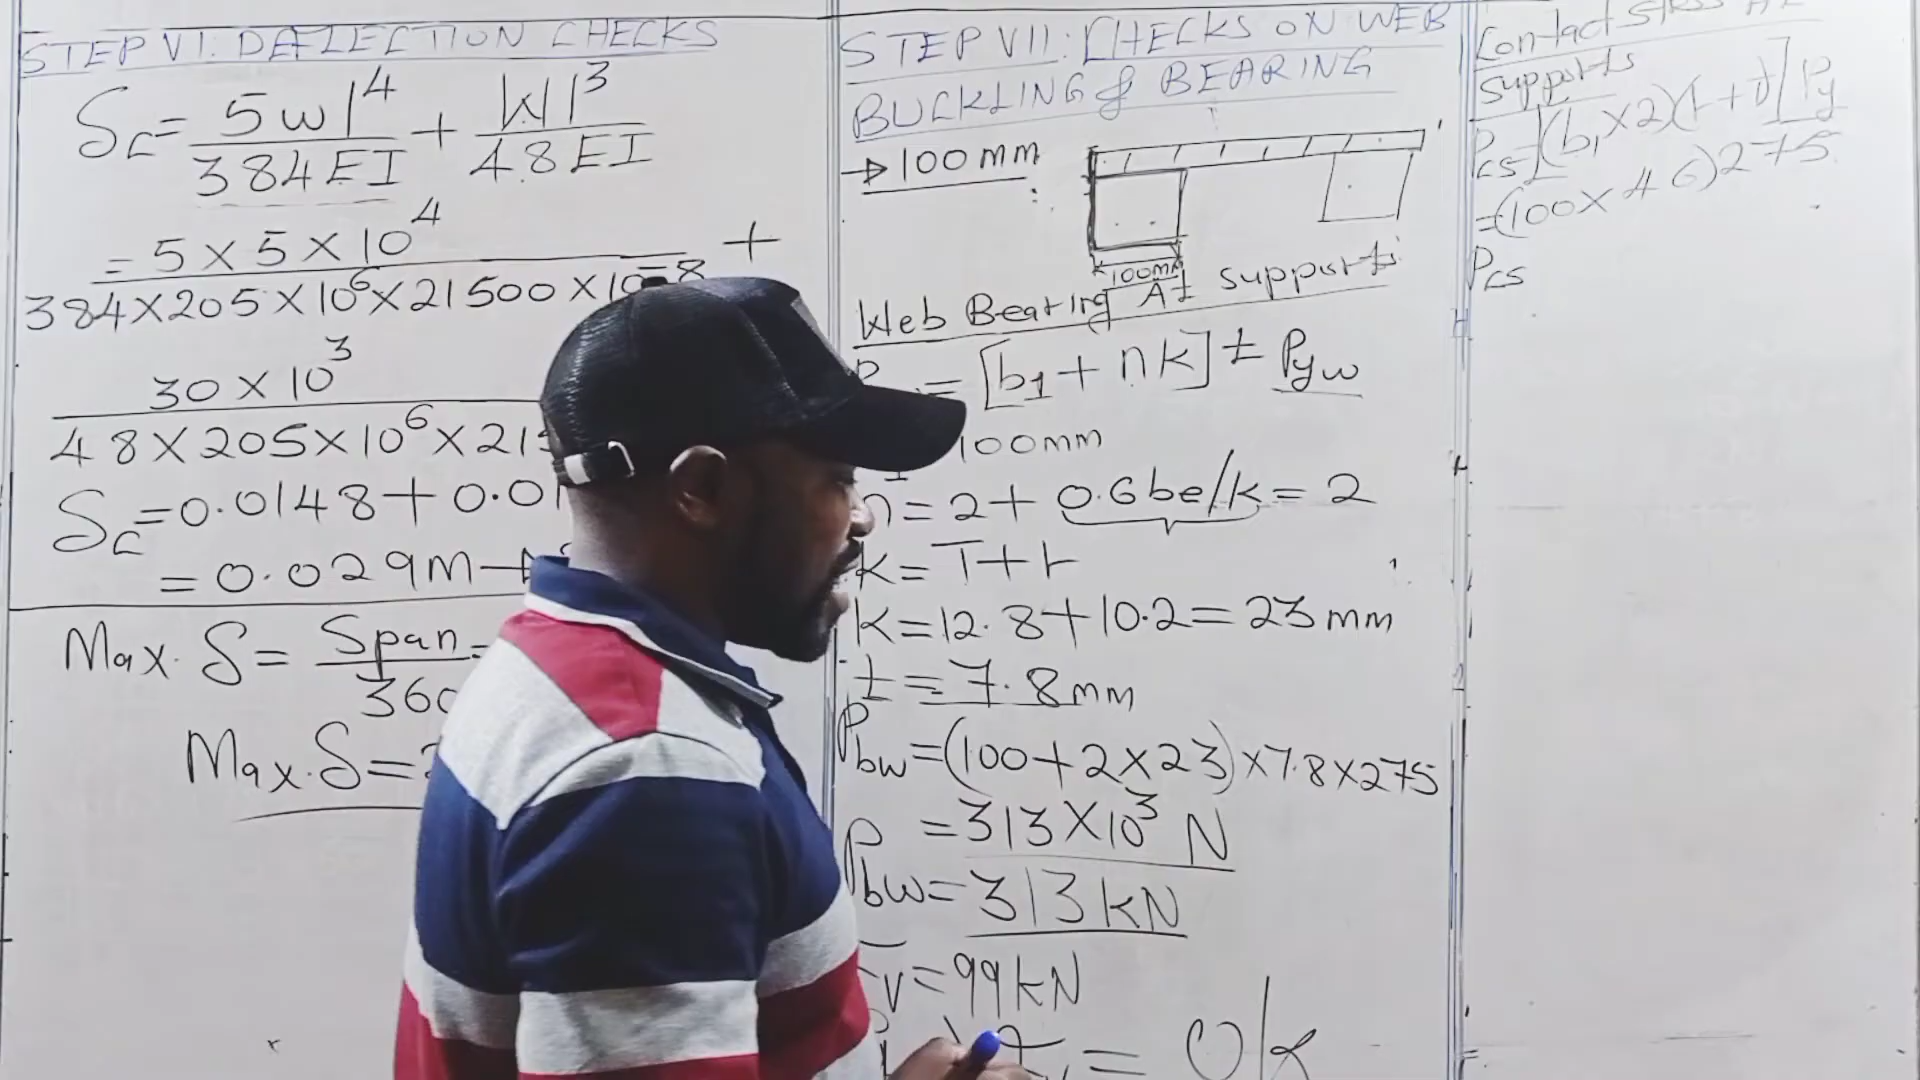 STEP VI: DEFLECTION CHECKS
δc = 5wl⁴/384EI + Wl³/48EI
= 5 × 5 × 10⁴ / 384 × 205 × 10⁶ × 21500 × 10⁻⁸ +
30 × 10³ / 48 × 205 × 10⁶ × 215
δc = 0.0148 + 0.01
= 0.029m →
Max. δ = Span/360 =
Max. δ =
STEP VII: CHECKS ON WEB
BUCKLING & BEARING
→ 100mm
100mm
Web Bearing At supports
= [b1 + nk] t Pyw
100mm
n = 2 + 0.6be/k = 2
k = T + r
k = 12.8 + 10.2 = 23mm
t = 7.8mm
Pbw = (100 + 2 × 23) × 7.8 × 275
= 313 × 10³ N
Pbw = 313kN
v = 99kN
= Ok
Contact stress At
supports
Pcs = [(b1 × 2)(r + t)] Py
= (100 × 46) 275
Pcs